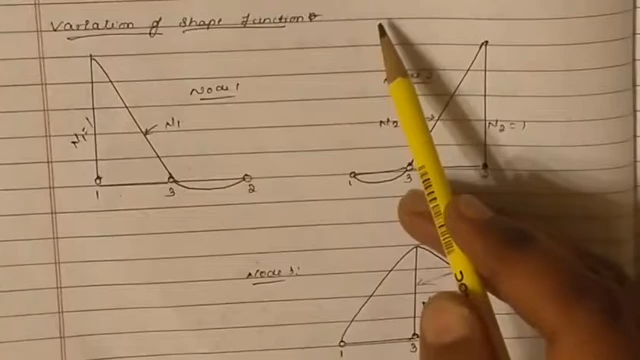 Variation of Shape function
Node 1
N1
N1=1
1 3 2
N2
N2=1
1 3
Node 3:
1 3